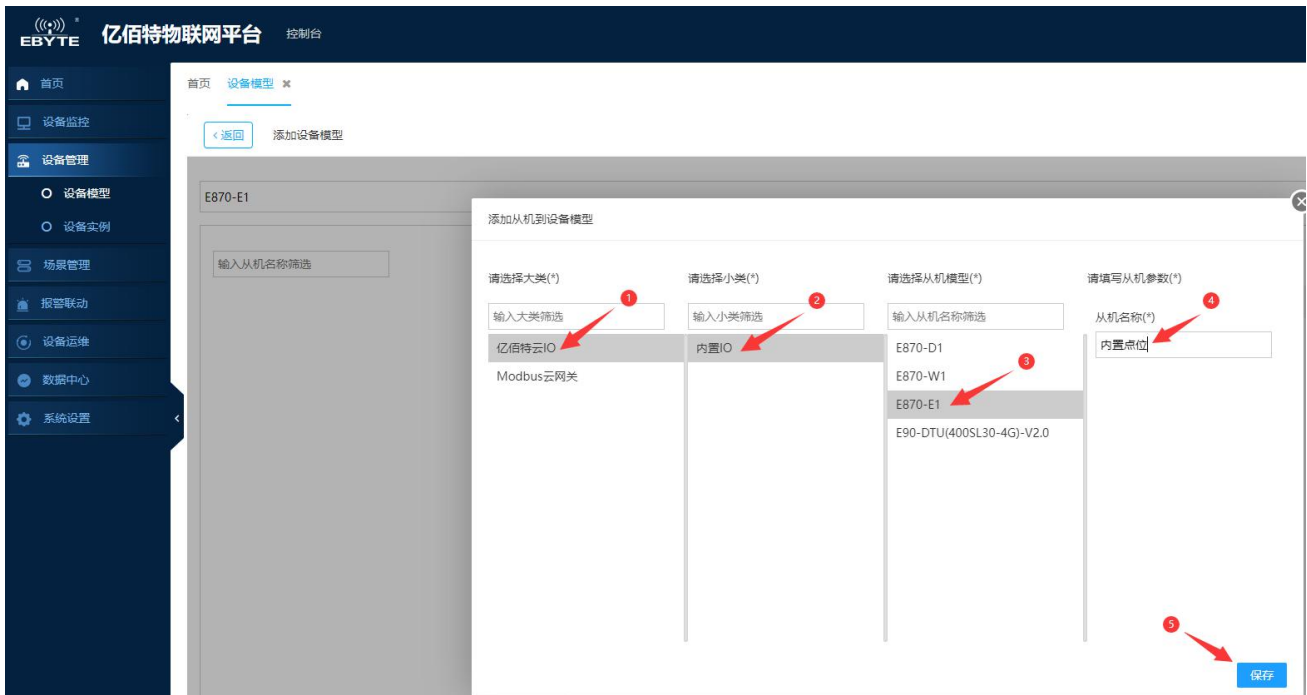 EBYTE 亿佰特物联网平台 控制台
首页
设备监控
设备管理
设备模型
设备实例
场景管理
报警联动
设备运维
数据中心
系统设置
首页 设备模型
返回 添加设备模型
E870-E1
输入从机名称筛选
添加从机到设备模型
请选择大类(*) 请选择小类(*) 请选择从机模型(*) 请填写从机参数(*)
1 2 4
输入大类筛选 输入小类筛选 输入从机名称筛选 从机名称(*)
亿佰特云IO 内置IO E870-D1 内置点位
3
Modbus云网关 E870-W1
E870-E1
E90-DTU(400SL30-4G)-V2.0
5
保存